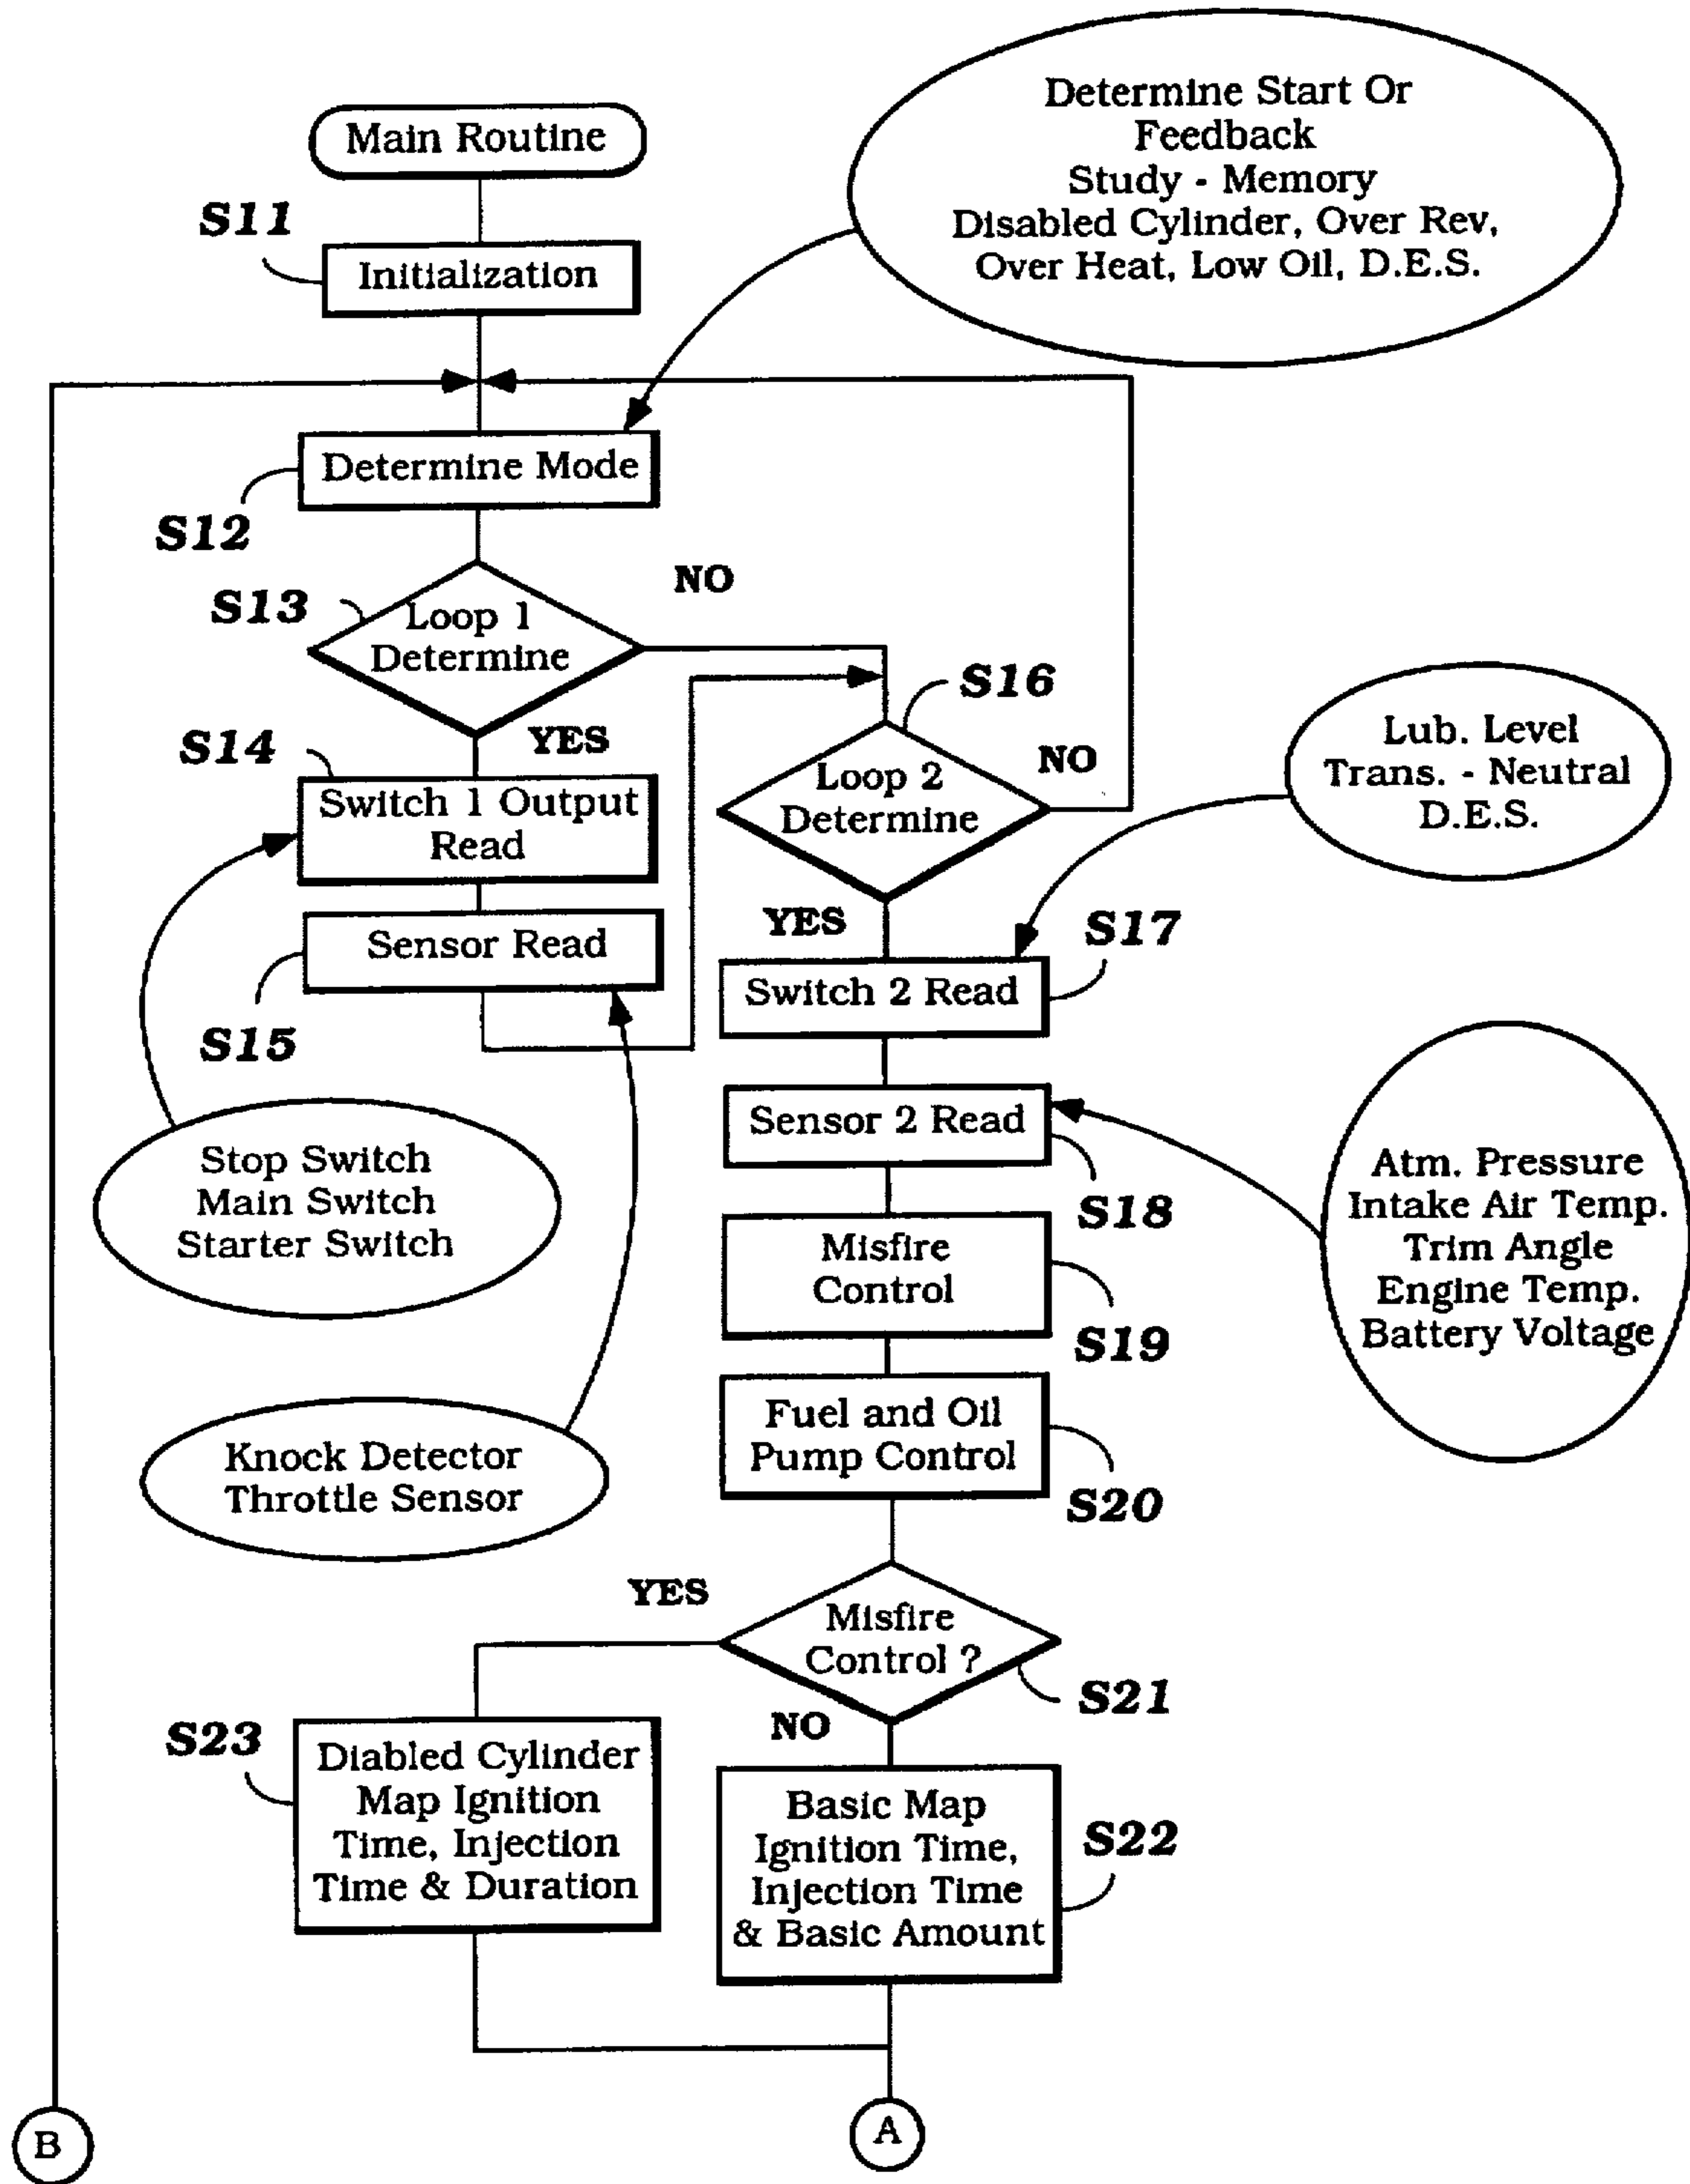 Main Routine
S11
Initialization
Determine Start Or
Feedback
Study - Memory
Disabled Cylinder, Over Rev,
Over Heat, Low Oil, D.E.S.
Determine Mode
S12
S13
Loop 1
Determine
NO
YES
S14
Switch 1 Output
Read
Sensor Read
S15
Stop Switch
Main Switch
Starter Switch
Knock Detector
Throttle Sensor
S16
Loop 2
Determine
NO
YES
Lub. Level
Trans. - Neutral
D.E.S.
S17
Switch 2 Read
Sensor 2 Read
S18
Atm. Pressure
Intake Air Temp.
Trim Angle
Engine Temp.
Battery Voltage
Misfire
Control
S19
Fuel and Oil
Pump Control
S20
YES
Misfire
Control ?
S21
NO
S23
Diabled Cylinder
Map Ignition
Time, Injection
Time & Duration
Basic Map
Ignition Time,
Injection Time
& Basic Amount
S22
B
A